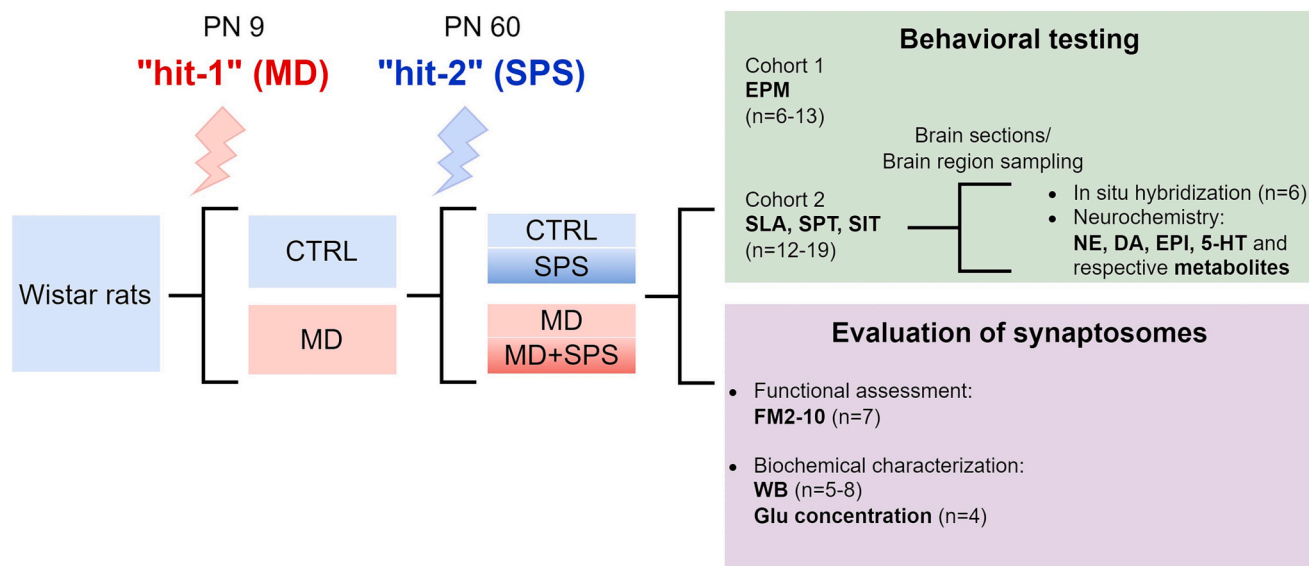 PN 9
"hit-1" (MD)
PN 60
"hit-2" (SPS)
Wistar rats
CTRL
MD
CTRL
SPS
MD
MD+SPS
Behavioral testing
Cohort 1
EPM
(n=6-13)
Cohort 2
SLA, SPT, SIT
(n=12-19)
Brain sections/
Brain region sampling
• In situ hybridization (n=6)
• Neurochemistry:
NE, DA, EPI, 5-HT and
respective metabolites
Evaluation of synaptosomes
• Functional assessment:
FM2-10 (n=7)
• Biochemical characterization:
WB (n=5-8)
Glu concentration (n=4)